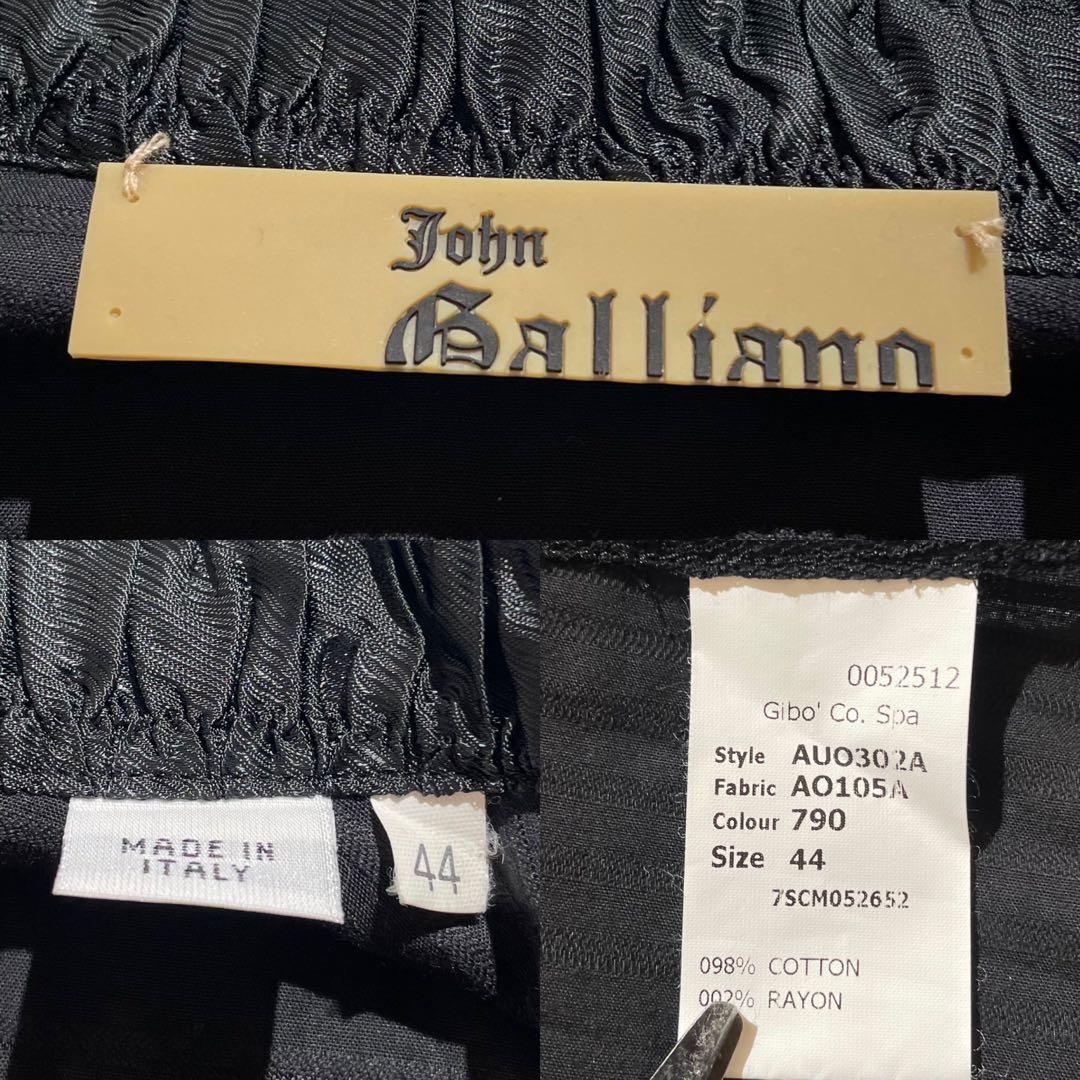 John
Galliano
MADE IN
ITALY
44
0052512
Gibo' Co. Spa
Style AUO302A
Fabric AO105A
Colour 790
Size 44
7SCM052652
098% COTTON
002% RAYON